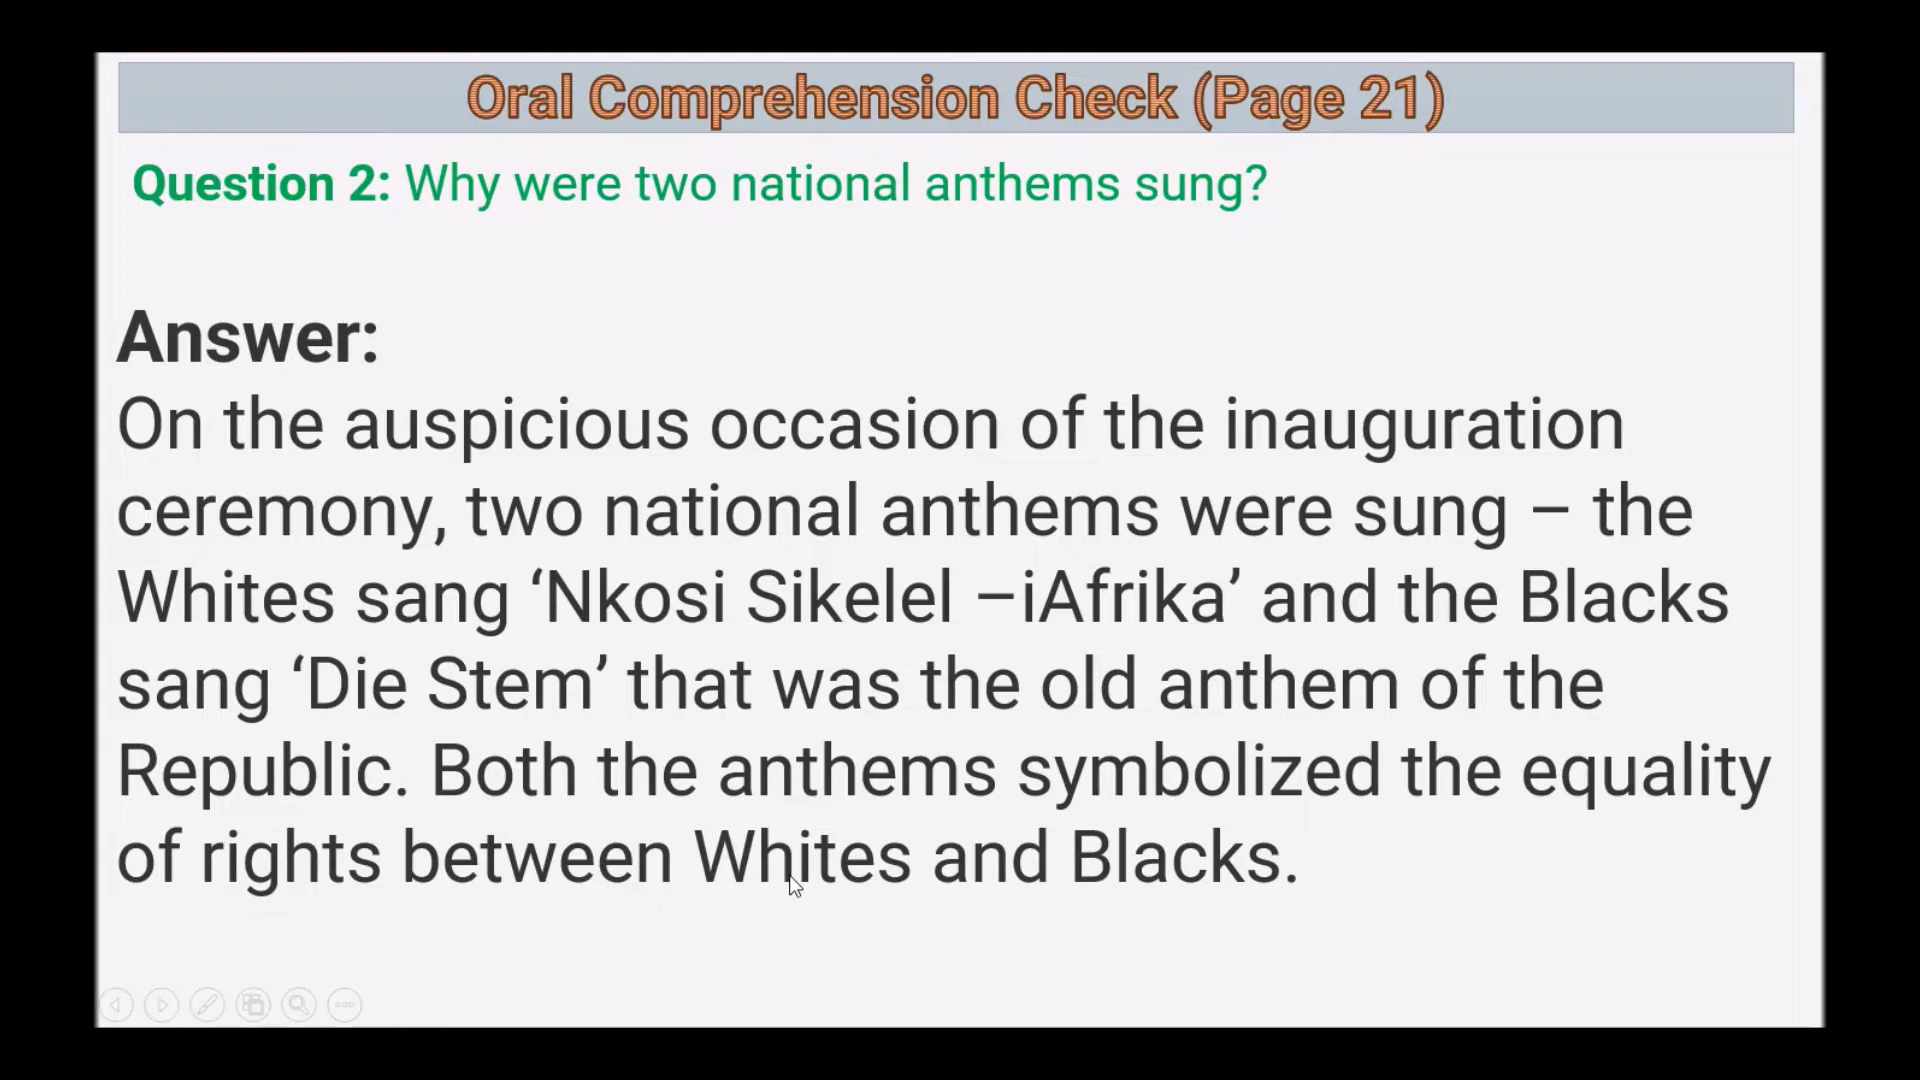 Oral Comprehension Check (Page 21)
Question 2: Why were two national anthems sung?
Answer:
On the auspicious occasion of the inauguration
ceremony, two national anthems were sung – the
Whites sang ‘Nkosi Sikelel –iAfrika’ and the Blacks
sang ‘Die Stem’ that was the old anthem of the
Republic. Both the anthems symbolized the equality
of rights between Whites and Blacks.